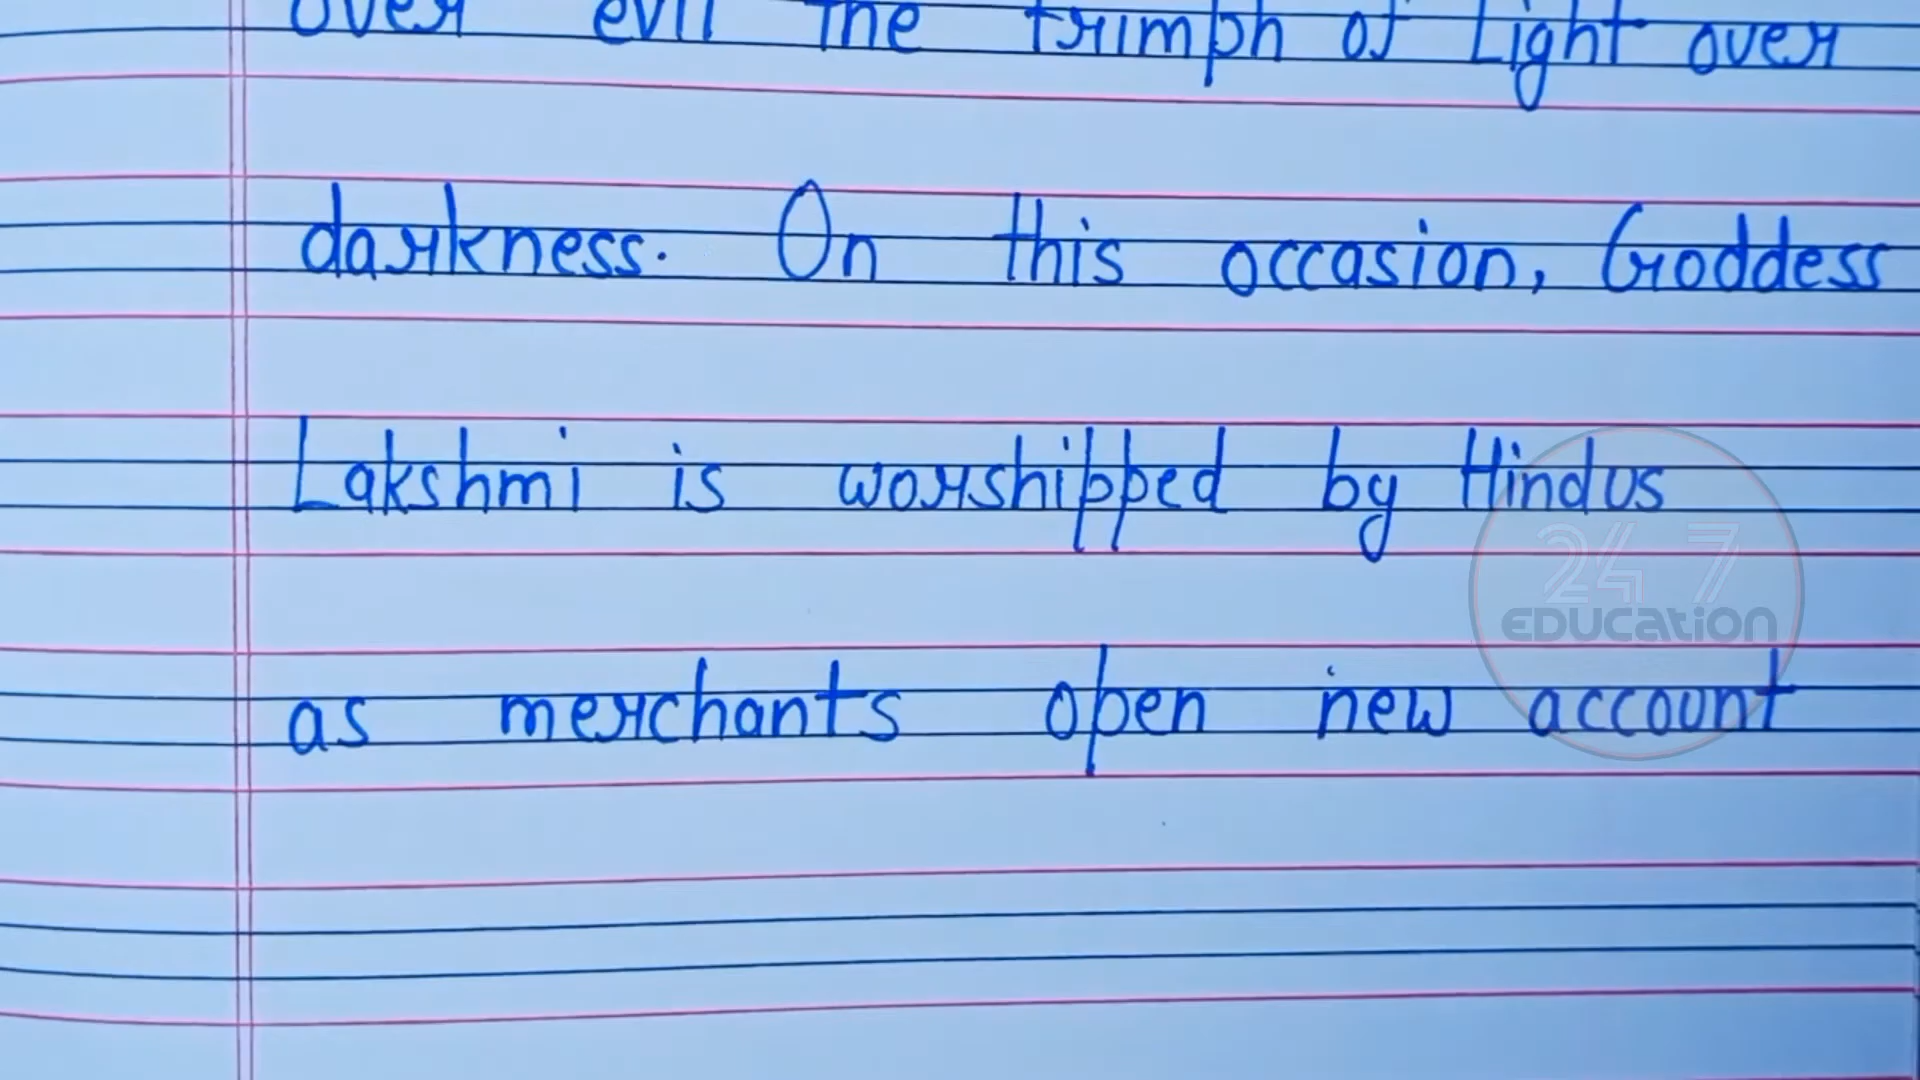 over evil the trimph of Light over
darkness. On this occasion, Goddess
Lakshmi is worshipped by Hindus
24 7
EDUCATION
as merchants open new account